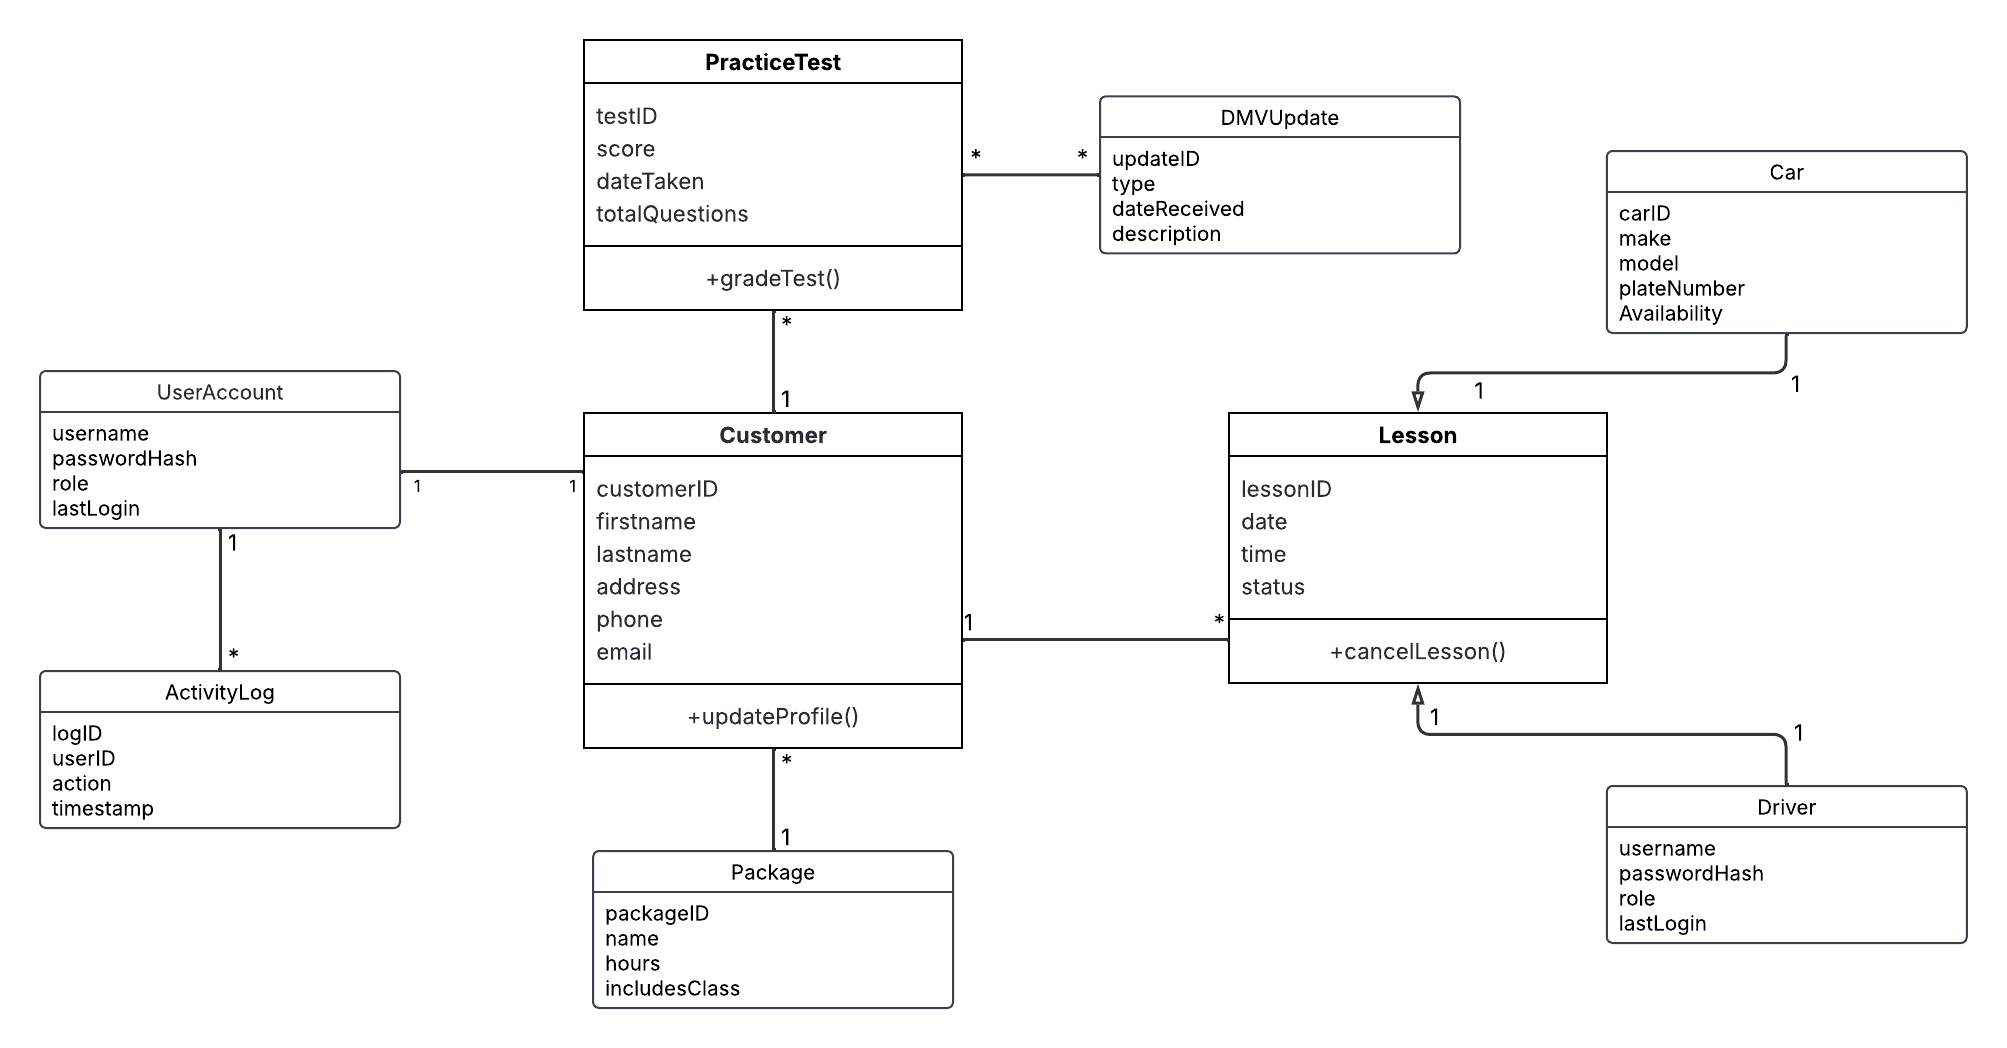 PracticeTest
testID
score
dateTaken
totalQuestions
+gradeTest()
* *
DMVUpdate
updateID
type
dateReceived
description
Car
carID
make
model
plateNumber
Availability
*
1
1
1
UserAccount
username
passwordHash
role
lastLogin
1 1
Customer
customerID
firstname
lastname
address
phone
email
+updateProfile()
1 *
Lesson
lessonID
date
time
status
+cancelLesson()
1
*
ActivityLog
logID
userID
action
timestamp
*
1
Package
packageID
name
hours
includesClass
1
1
Driver
username
passwordHash
role
lastLogin